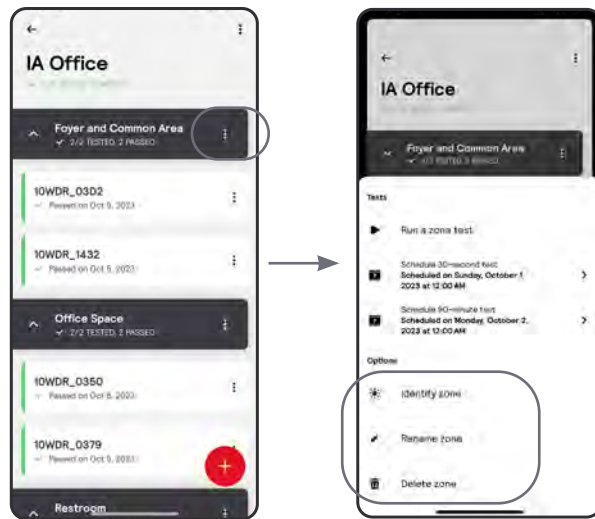 IA Office
Foyer and Common Area
2/2 TESTED, 2 PASSED
10WDR_03D2
Passed on Oct 5, 2023
10WDR_1432
Passed on Oct 5, 2023
Office Space
2/2 TESTED, 2 PASSED
10WDR_0350
Passed on Oct 5, 2023
10WDR_0379
Passed on Oct 5, 2023
Restroom
IA Office
Foyer and Common Area
Tests
Run a zone test
Schedule 30-second test
Scheduled on Sunday, October 1,
2023 at 12:00 AM
Schedule 90-minute test
Scheduled on Monday, October 2,
2023 at 12:00 AM
Options
Identify zone
Rename zone
Delete zone